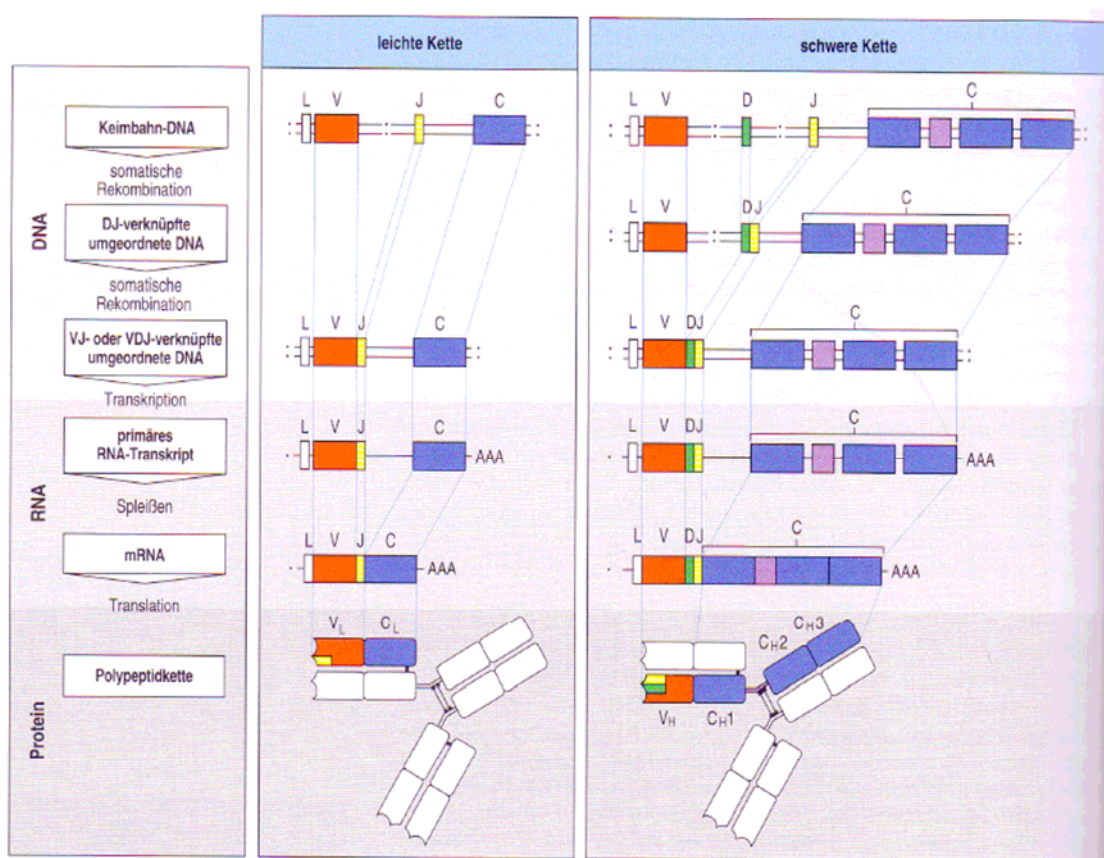 leichte Kette
schwere Kette
DNA
Keimbahn-DNA
somatische
Rekombination
DJ-verknüpfte
umgeordnete DNA
somatische
Rekombination
VJ- oder VDJ-verknüpfte
umgeordnete DNA
Transkription
RNA
primäres
RNA-Transkript
Spleißen
mRNA
Translation
Protein
Polypeptidkette
L V J C
L V J C
L V J C
AAA
L V J C
AAA
VL CL
L V D J C
L V DJ C
L V DJ C
L V DJ C
AAA
L V DJ C
AAA
CH2 CH3
VH CH1